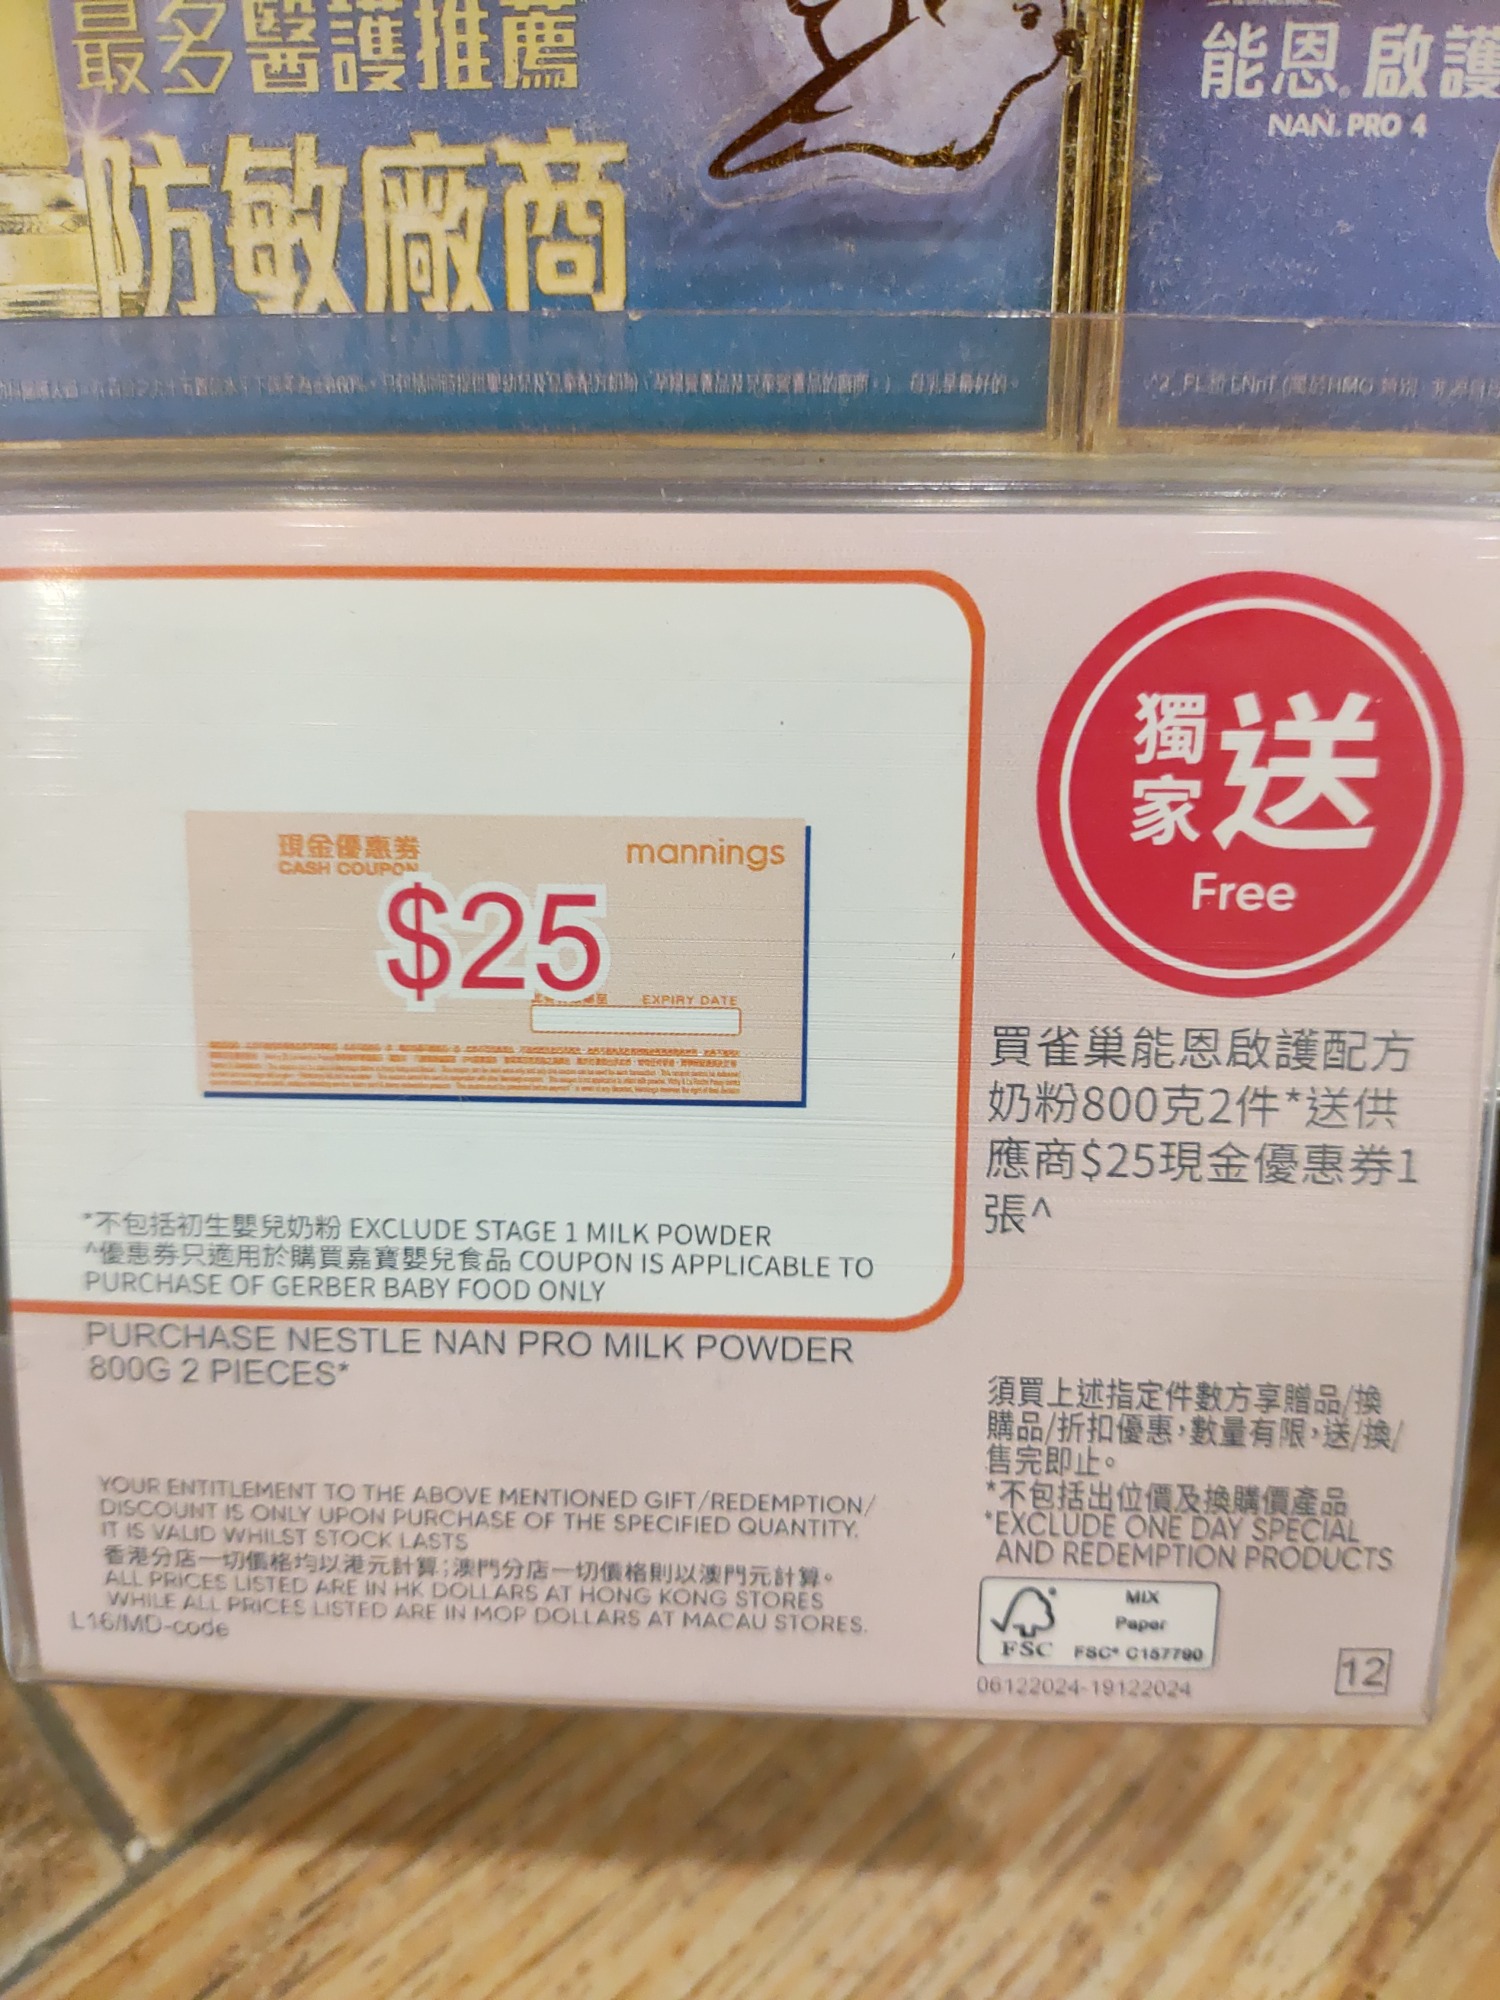 最多醫護推薦
防敏廠商
能恩 啟護
NAN. PRO 4
母乳是最好的。
獨家送
Free
現金優惠券
CASH COUPON
mannings
$25
EXPIRY DATE
買雀巢能恩啟護配方
奶粉800克2件*送供
應商$25現金優惠券1
張^
*不包括初生嬰兒奶粉 EXCLUDE STAGE 1 MILK POWDER
^優惠券只適用於購買嘉寶嬰兒食品 COUPON IS APPLICABLE TO
PURCHASE OF GERBER BABY FOOD ONLY
PURCHASE NESTLE NAN PRO MILK POWDER
800G 2 PIECES*
須買上述指定件數方享贈品/換
購品/折扣優惠,數量有限,送/換/
售完即止。
*不包括出位價及換購價產品
*EXCLUDE ONE DAY SPECIAL
AND REDEMPTION PRODUCTS
YOUR ENTITLEMENT TO THE ABOVE MENTIONED GIFT/REDEMPTION/
DISCOUNT IS ONLY UPON PURCHASE OF THE SPECIFIED QUANTITY.
IT IS VALID WHILST STOCK LASTS
香港分店一切價格均以港元計算;澳門分店一切價格則以澳門元計算。
ALL PRICES LISTED ARE IN HK DOLLARS AT HONG KONG STORES
WHILE ALL PRICES LISTED ARE IN MOP DOLLARS AT MACAU STORES.
L16/MD-code
MIX
Paper
FSC
FSC® C157790
06122024-19122024
12